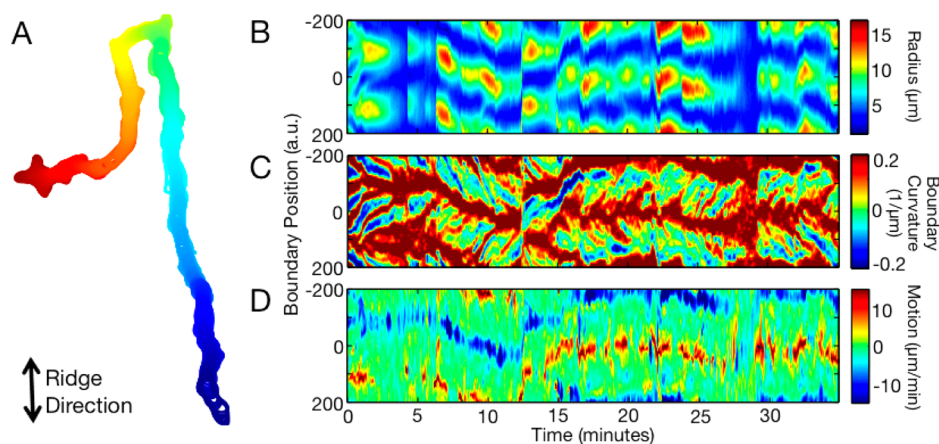 A
Ridge
Direction
Boundary Position (a.u.)
B
-200
0
200
15
10
5
Radius (μm)
C
-200
0
200
0.2
0
-0.2
Boundary
Curvature
(1/μm)
D
-200
0
200
10
0
-10
Motion (μm/min)
0 5 10 15 20 25 30
Time (minutes)